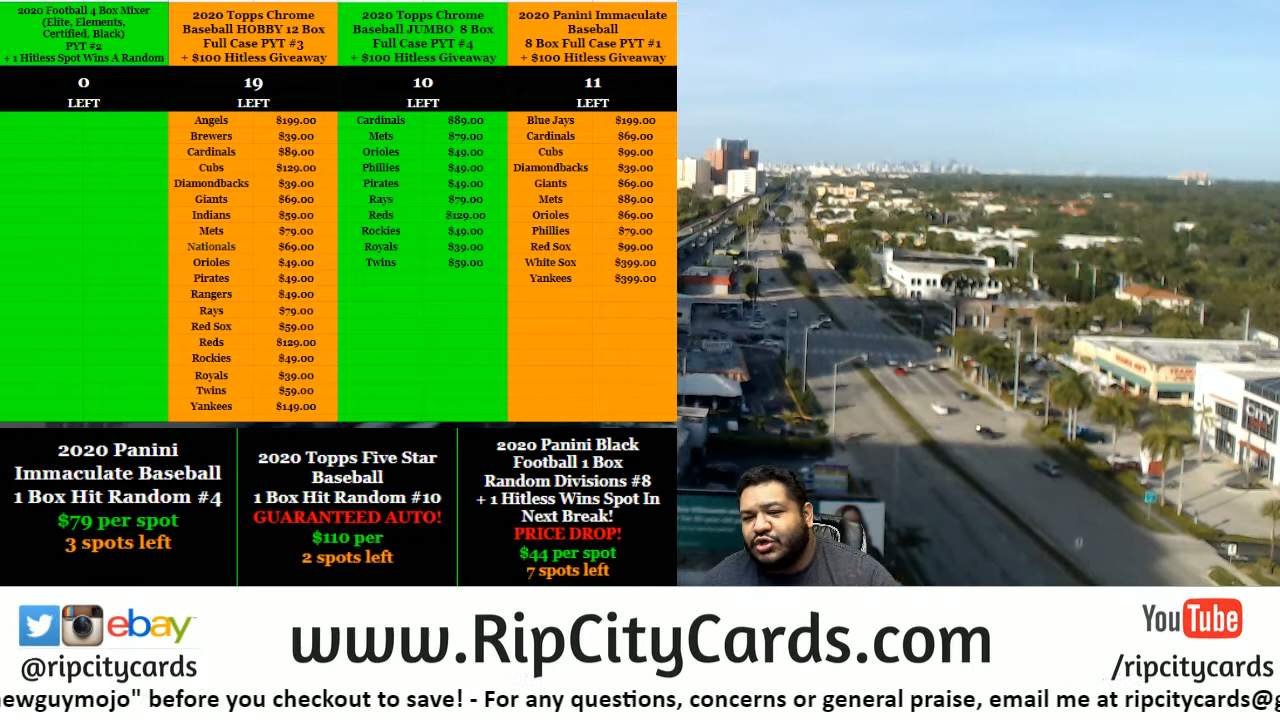 2020 Football 4 Box Mixer
(Elite, Elements,
Certified, Black)
PYT #2
+ 1 Hitless Spot Wins A Random
0
LEFT
2020 Topps Chrome
Baseball HOBBY 12 Box
Full Case PYT #3
+ $100 Hitless Giveaway
19
LEFT
Angels $199.00
Brewers $39.00
Cardinals $89.00
Cubs $129.00
Diamondbacks $39.00
Giants $69.00
Indians $59.00
Mets $79.00
Nationals $69.00
Orioles $49.00
Pirates $49.00
Rangers $49.00
Rays $79.00
Red Sox $59.00
Reds $129.00
Rockies $49.00
Royals $39.00
Twins $59.00
Yankees $149.00
2020 Topps Chrome
Baseball JUMBO 8 Box
Full Case PYT #4
+ $100 Hitless Giveaway
10
LEFT
Cardinals $89.00
Mets $79.00
Orioles $49.00
Phillies $49.00
Pirates $49.00
Rays $79.00
Reds $129.00
Rockies $49.00
Royals $39.00
Twins $59.00
2020 Panini Immaculate
Baseball
8 Box Full Case PYT #1
+ $100 Hitless Giveaway
11
LEFT
Blue Jays $199.00
Cardinals $69.00
Cubs $99.00
Diamondbacks $39.00
Giants $69.00
Mets $89.00
Orioles $69.00
Phillies $79.00
Red Sox $99.00
White Sox $399.00
Yankees $399.00
2020 Panini
Immaculate Baseball
1 Box Hit Random #4
$79 per spot
3 spots left
2020 Topps Five Star
Baseball
1 Box Hit Random #10
GUARANTEED AUTO!
$110 per
2 spots left
2020 Panini Black
Football 1 Box
Random Divisions #8
+ 1 Hitless Wins Spot In
Next Break!
PRICE DROP!
$44 per spot
7 spots left
CITY
ebay
@ripcitycards
www.RipCityCards.com
YouTube
/ripcitycards
newguymojo" before you checkout to save! - For any questions, concerns or general praise, email me at ripcitycards@g